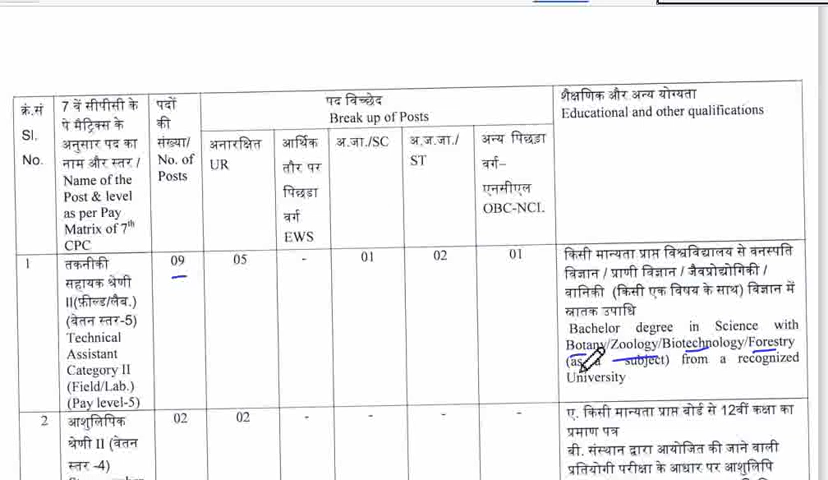 क्रं.सं
Sl.
No.
7 वें सीपीसी के
पे मैट्रिक्स के
अनुसार पद का
नाम और स्तर /
Name of the
Post & level
as per Pay
Matrix of 7th
CPC
पदों
की
संख्या/
No. of
Posts
पद विच्छेद
Break up of Posts
अनारक्षित
UR
आर्थिक
तौर पर
पिछडा
वर्ग
EWS
अ.जा./SC
अ.ज.जा./
ST
अन्य पिछड़ा
वर्ग–
एनसीएल
OBC-NCL
शैक्षणिक और अन्य योग्यता
Educational and other qualifications
1
तकनीकी
सहायक श्रेणी
II(फ़ील्ड/लैब.)
(वेतन स्तर-5)
Technical
Assistant
Category II
(Field/Lab.)
(Pay level-5)
09
05
-
01
02
01
किसी मान्यता प्राप्त विश्वविद्यालय से वनस्पति
विज्ञान / प्राणी विज्ञान / जैवप्रोद्योगिकी /
वानिकी (किसी एक विषय के साथ) विज्ञान में
स्नातक उपाधि
Bachelor degree in Science with
Botany/Zoology/Biotechnology/Forestry
(as a subject) from a recognized
University
2
आशुलिपिक
श्रेणी II (वेतन
स्तर -4)
02
02
-
-
-
-
ए. किसी मान्यता प्राप्त बोर्ड से 12वीं कक्षा का
प्रमाण पत्र
बी. संस्थान द्वारा आयोजित की जाने वाली
प्रतियोगी परीक्षा के आधार पर आशुलिपि